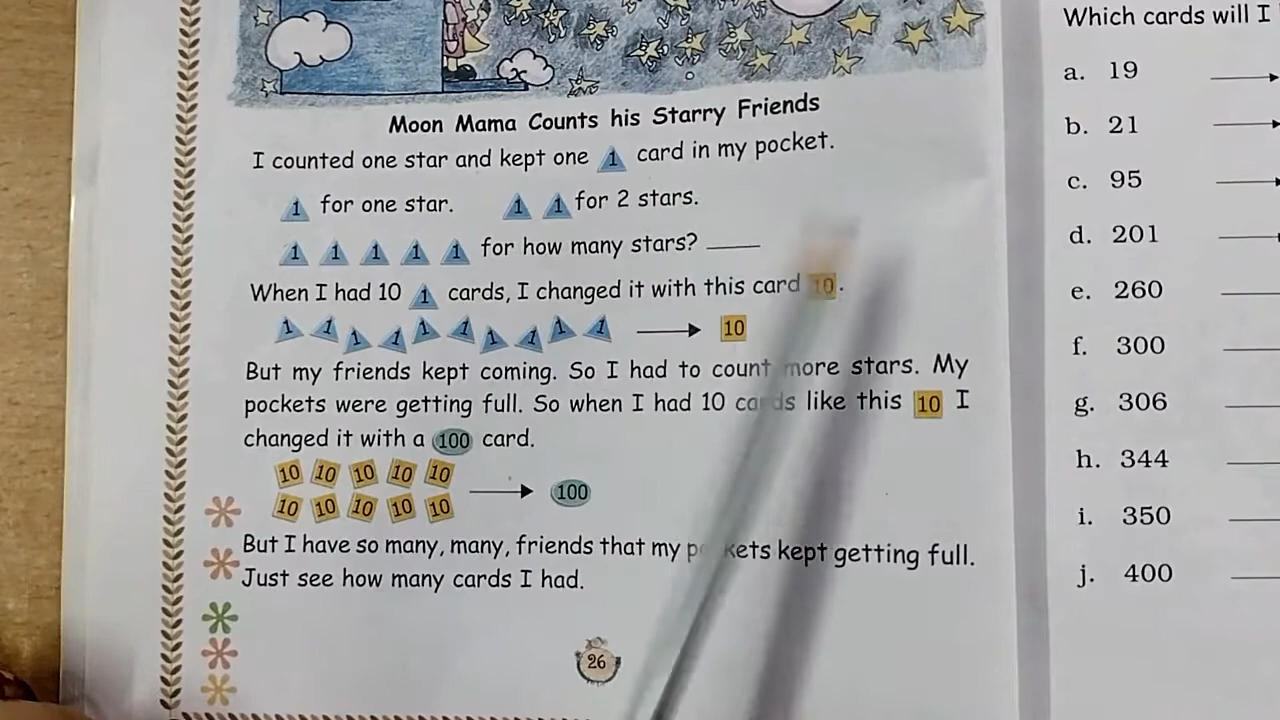 Moon Mama Counts his Starry Friends
I counted one star and kept one 1 card in my pocket.
1 for one star. 1 1 for 2 stars.
1 1 1 1 1 for how many stars?
When I had 10 1 cards, I changed it with this card 10.
1 1 1 1 1 1 1 1 1 1 10
But my friends kept coming. So I had to count more stars. My
pockets were getting full. So when I had 10 cards like this 10 I
changed it with a 100 card.
10 10 10 10 10
10 10 10 10 10 100
But I have so many, many, friends that my pockets kept getting full.
Just see how many cards I had.
26
Which cards will I
a. 19
b. 21
c. 95
d. 201
e. 260
f. 300
g. 306
h. 344
i. 350
j. 400